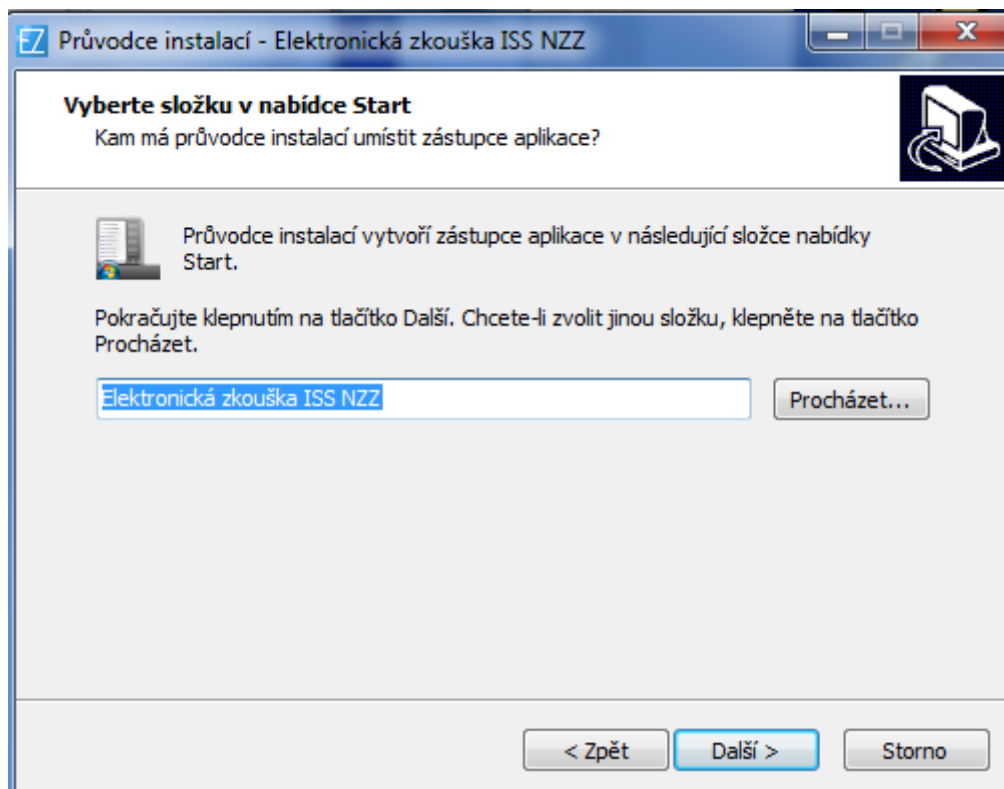 EZ Průvodce instalací - Elektronická zkouška ISS NZZ
Vyberte složku v nabídce Start
Kam má průvodce instalací umístit zástupce aplikace?
Průvodce instalací vytvoří zástupce aplikace v následující složce nabídky
Start.
Pokračujte klepnutím na tlačítko Další. Chcete-li zvolit jinou složku, klepněte na tlačítko
Procházet.
Elektronická zkouška ISS NZZ
Procházet...
< Zpět
Další >
Storno